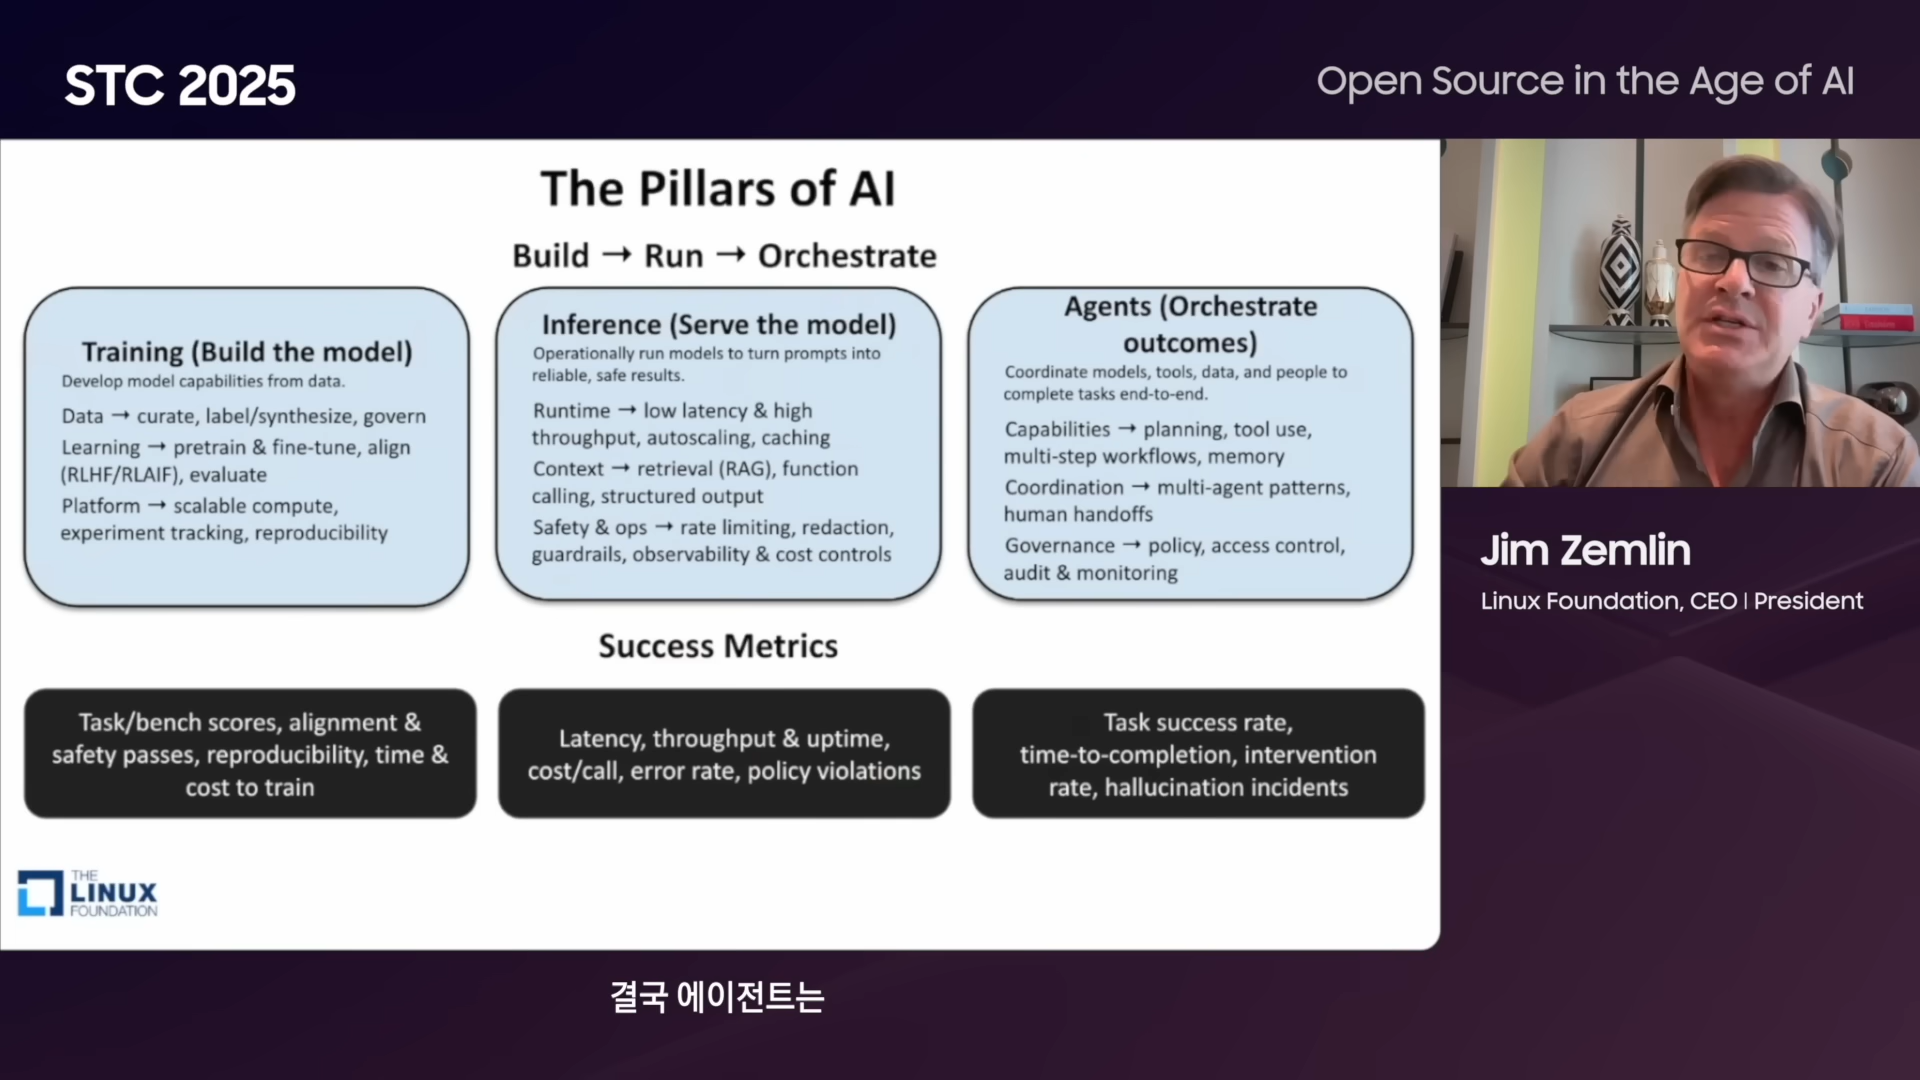 STC 2025
Open Source in the Age of AI
The Pillars of AI
Build → Run → Orchestrate
Training (Build the model)
Develop model capabilities from data.
Data → curate, label/synthesize, govern
Learning → pretrain & fine-tune, align
(RLHF/RLAIF), evaluate
Platform → scalable compute,
experiment tracking, reproducibility
Inference (Serve the model)
Operationally run models to turn prompts into
reliable, safe results.
Runtime → low latency & high
throughput, autoscaling, caching
Context → retrieval (RAG), function
calling, structured output
Safety & ops → rate limiting, redaction,
guardrails, observability & cost controls
Agents (Orchestrate
outcomes)
Coordinate models, tools, data, and people to
complete tasks end-to-end.
Capabilities → planning, tool use,
multi-step workflows, memory
Coordination → multi-agent patterns,
human handoffs
Governance → policy, access control,
audit & monitoring
Success Metrics
Task/bench scores, alignment &
safety passes, reproducibility, time &
cost to train
Latency, throughput & uptime,
cost/call, error rate, policy violations
Task success rate,
time-to-completion, intervention
rate, hallucination incidents
THE
LINUX
FOUNDATION
Jim Zemlin
Linux Foundation, CEO | President
결국 에이전트는